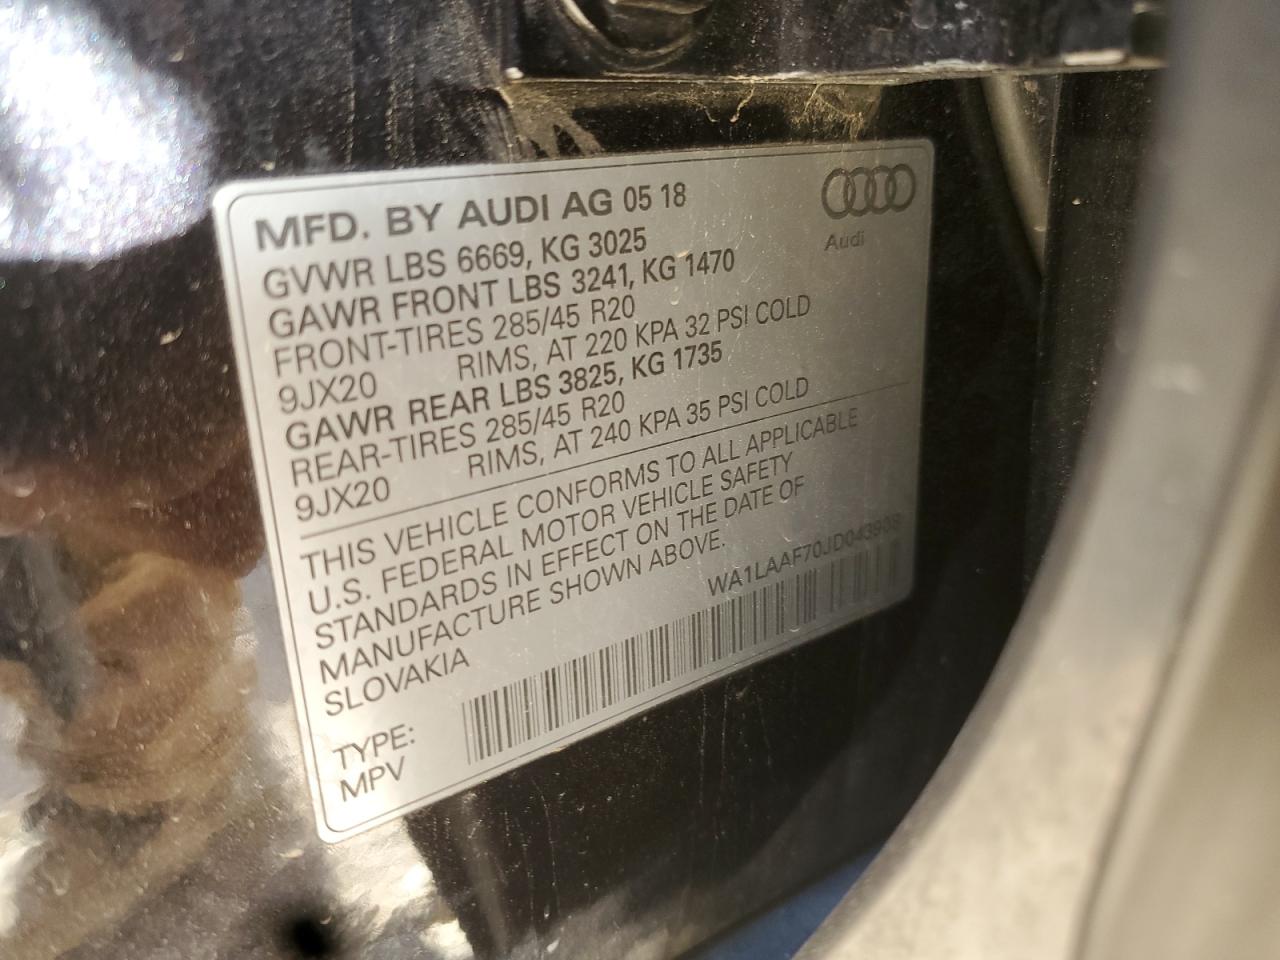 MFD. BY AUDI AG 05 18
Audi
GVWR LBS 6669, KG 3025
GAWR FRONT LBS 3241, KG 1470
FRONT-TIRES 285/45 R20
9JX20 RIMS, AT 220 KPA 32 PSI COLD
GAWR REAR LBS 3825, KG 1735
REAR-TIRES 285/45 R20
9JX20 RIMS, AT 240 KPA 35 PSI COLD
THIS VEHICLE CONFORMS TO ALL APPLICABLE
U.S. FEDERAL MOTOR VEHICLE SAFETY
STANDARDS IN EFFECT ON THE DATE OF
MANUFACTURE SHOWN ABOVE.
SLOVAKIA
WA1LAAF70JD043908
TYPE:
MPV